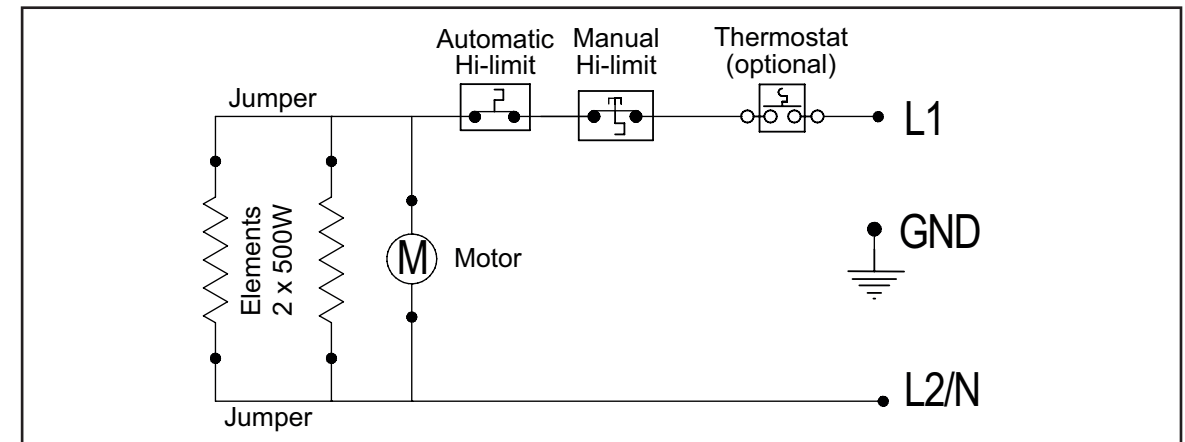 Automatic
Hi-limit
Manual
Hi-limit
Thermostat
(optional)
Jumper
L1
Elements
2 x 500W
M
Motor
GND
L2/N
Jumper